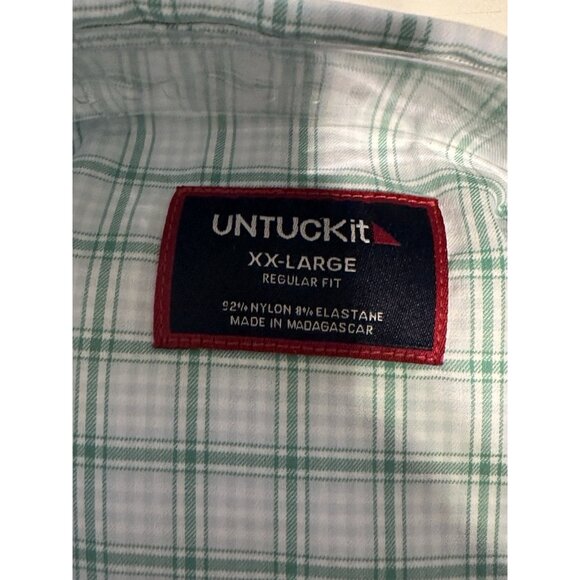 UNTUCKit
XX-LARGE
REGULAR FIT
92% NYLON 8% ELASTANE
MADE IN MADAGASCAR